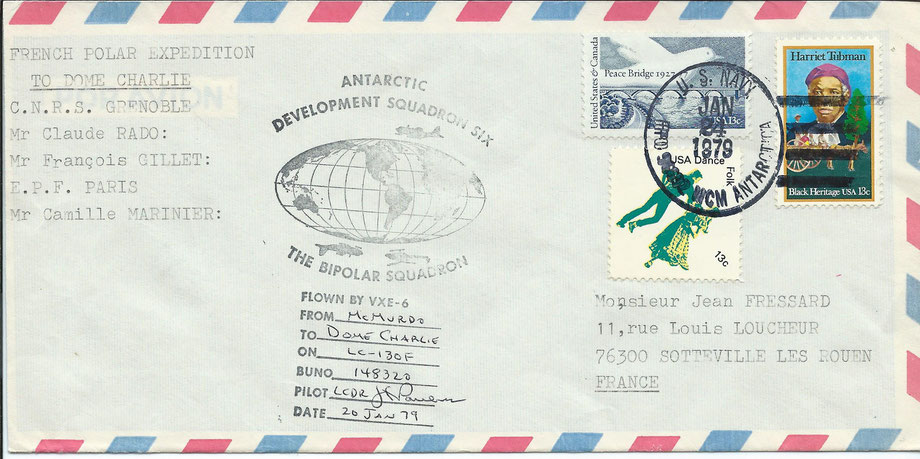 FRENCH POLAR EXPEDITION
TO DOME CHARLIE
C.N.R.S. GRENOBLE
Mr Claude RADO:
Mr François GILLET:
E.P.F. PARIS
Mr Camille MARINIER:
ANTARCTIC
DEVELOPMENT SQUADRON SIX
THE BIPOLAR SQUADRON
FLOWN BY VXE-6
FROM McMURDO
TO DOME CHARLIE
ON LC-130F
BUNO 148320
PILOT LCDR
DATE 20 JAN 79
United States & Canada
Peace Bridge 1927
USA 13c
Harriet Tubman
Black Heritage USA 13c
U.S. NAVY
JAN
24
1979
USA Dance
Folk
13c
Monsieur Jean FRESSARD
11,rue Louis LOUCHEUR
76300 SOTTEVILLE LES ROUEN
FRANCE